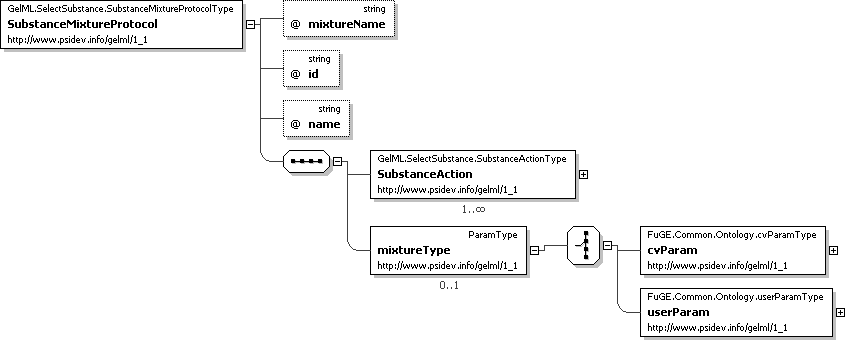 GelML.SelectSubstance.SubstanceMixtureProtocolType
SubstanceMixtureProtocol
http://www.psidev.info/gelml/1_1
string
@ mixtureName
string
@ id
string
@ name
GelML.SelectSubstance.SubstanceActionType
SubstanceAction
http://www.psidev.info/gelml/1_1
1..∞
ParamType
mixtureType
http://www.psidev.info/gelml/1_1
0..1
FuGE.Common.Ontology.cvParamType
cvParam
http://www.psidev.info/gelml/1_1
FuGE.Common.Ontology.userParamType
userParam
http://www.psidev.info/gelml/1_1